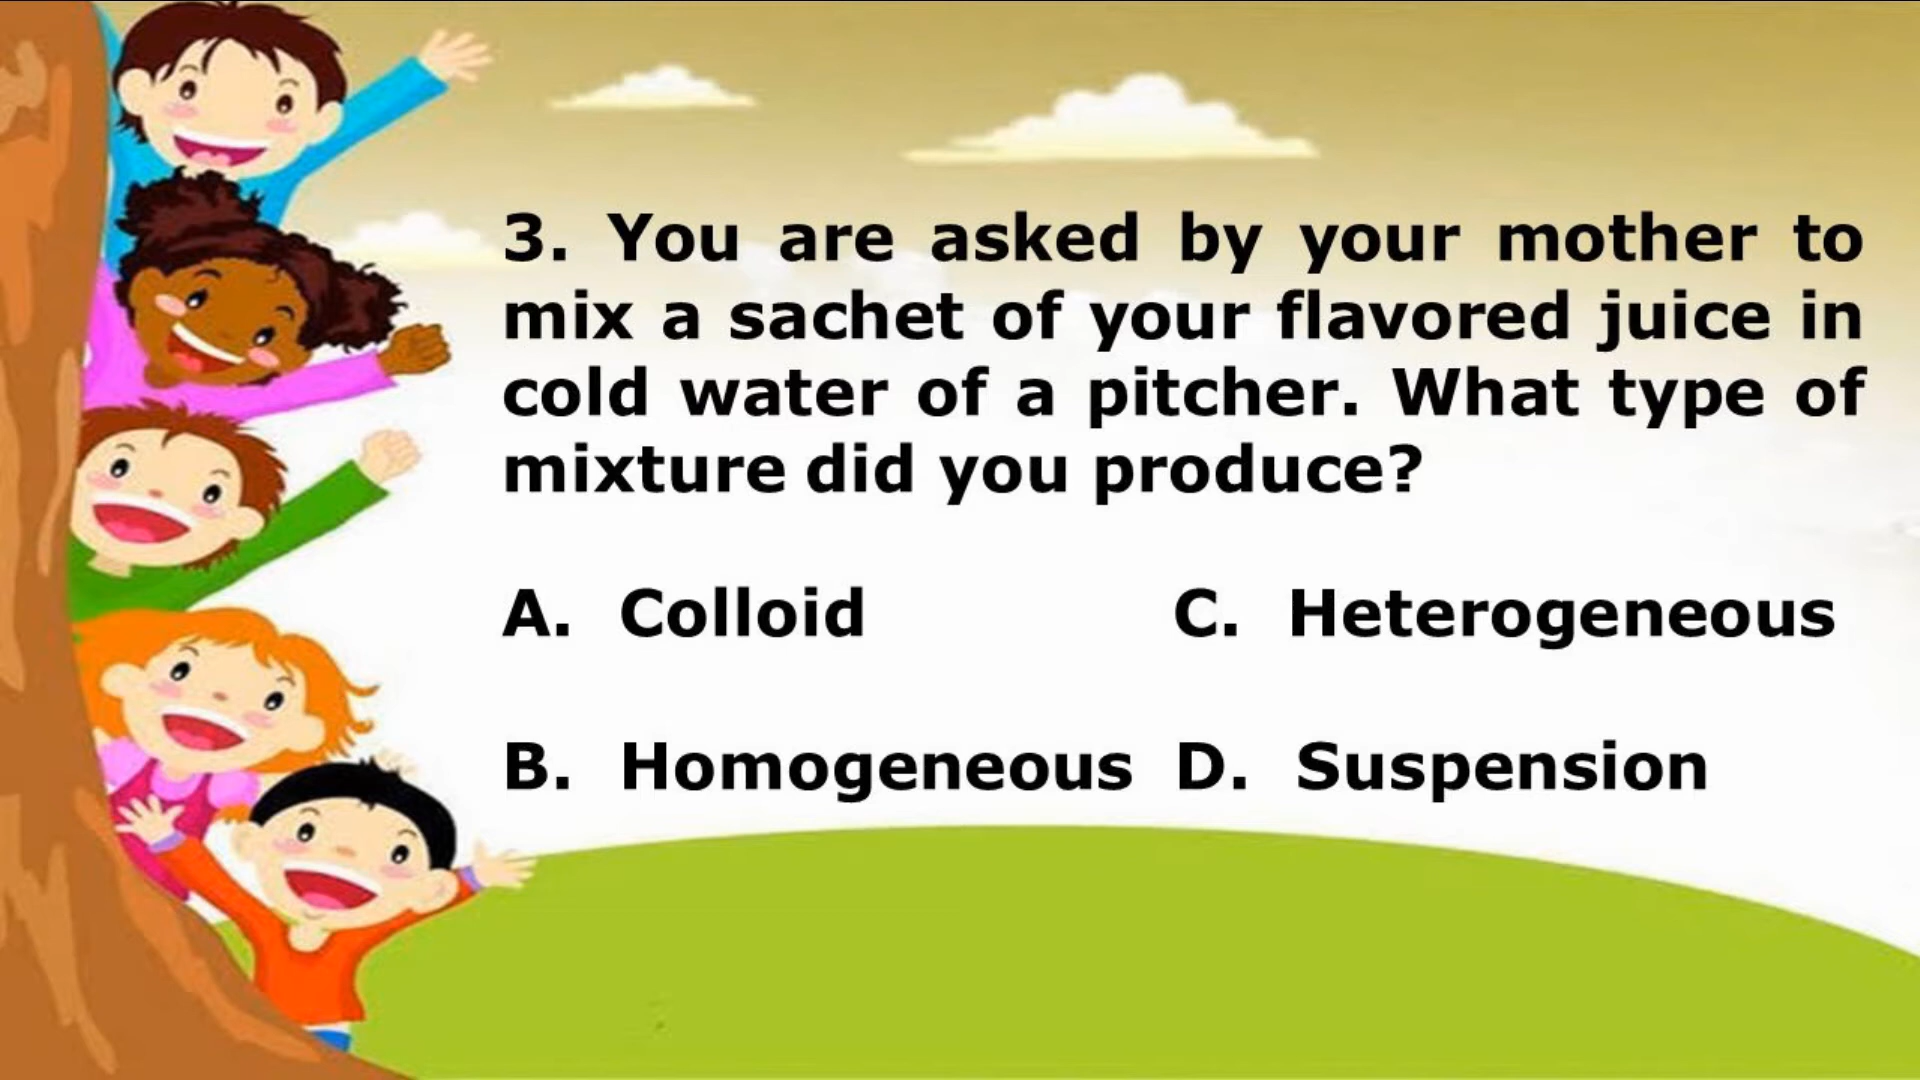 3. You are asked by your mother to
mix a sachet of your flavored juice in
cold water of a pitcher. What type of
mixture did you produce?
A. Colloid C. Heterogeneous
B. Homogeneous D. Suspension